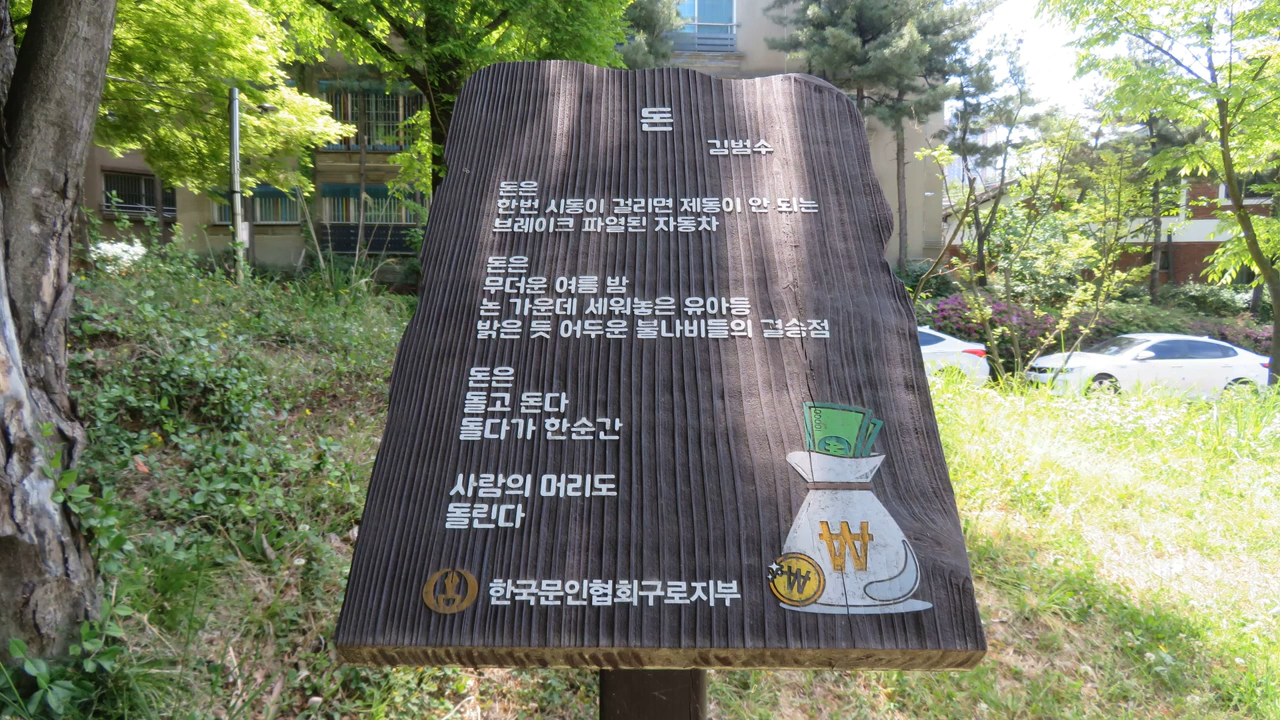 돈
김범수
돈은
한번 시동이 걸리면 제동이 안 되는
브레이크 파열된 자동차
돈은
무더운 여름 밤
논 가운데 세워놓은 유아등
밝은 듯 어두운 불나비들의 결승점
돈은
돌고 돈다
돌다가 한순간
사람의 머리도
돌린다
한국문인협회구로지부
₩
₩